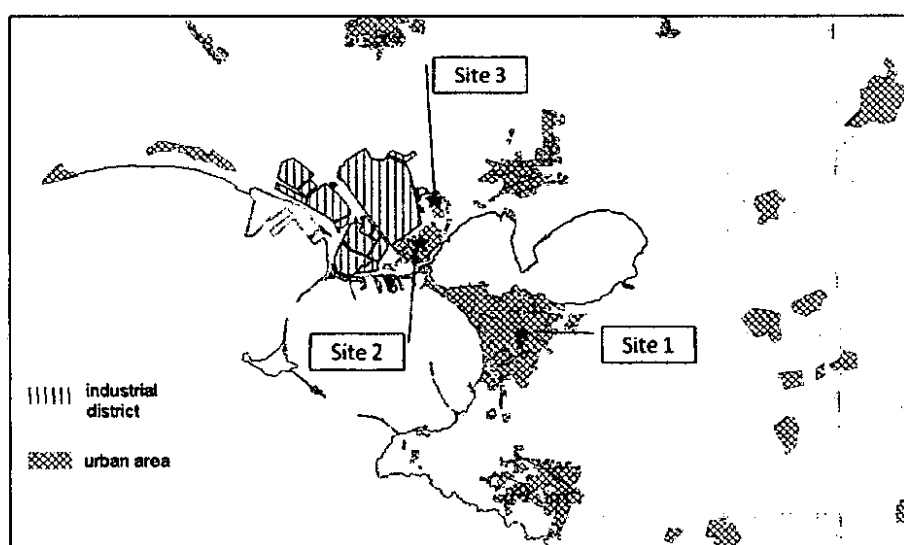 Site 3
Site 2
Site 1
industrial
district
urban area